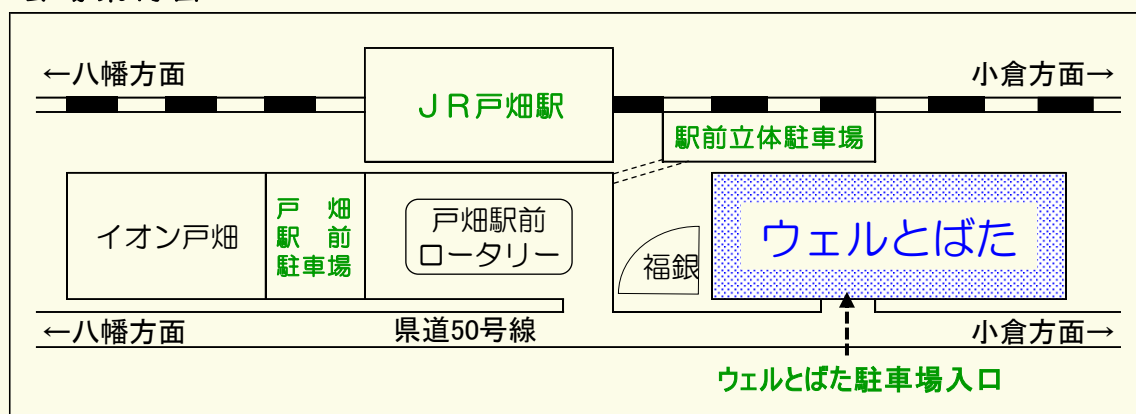 ←八幡方面
小倉方面→
ＪＲ戸畑駅
駅前立体駐車場
イオン戸畑
戸　畑
駅　前
駐車場
戸畑駅前
ロータリー
福銀
ウェルとばた
←八幡方面
県道50号線
小倉方面→
ウェルとばた駐車場入口